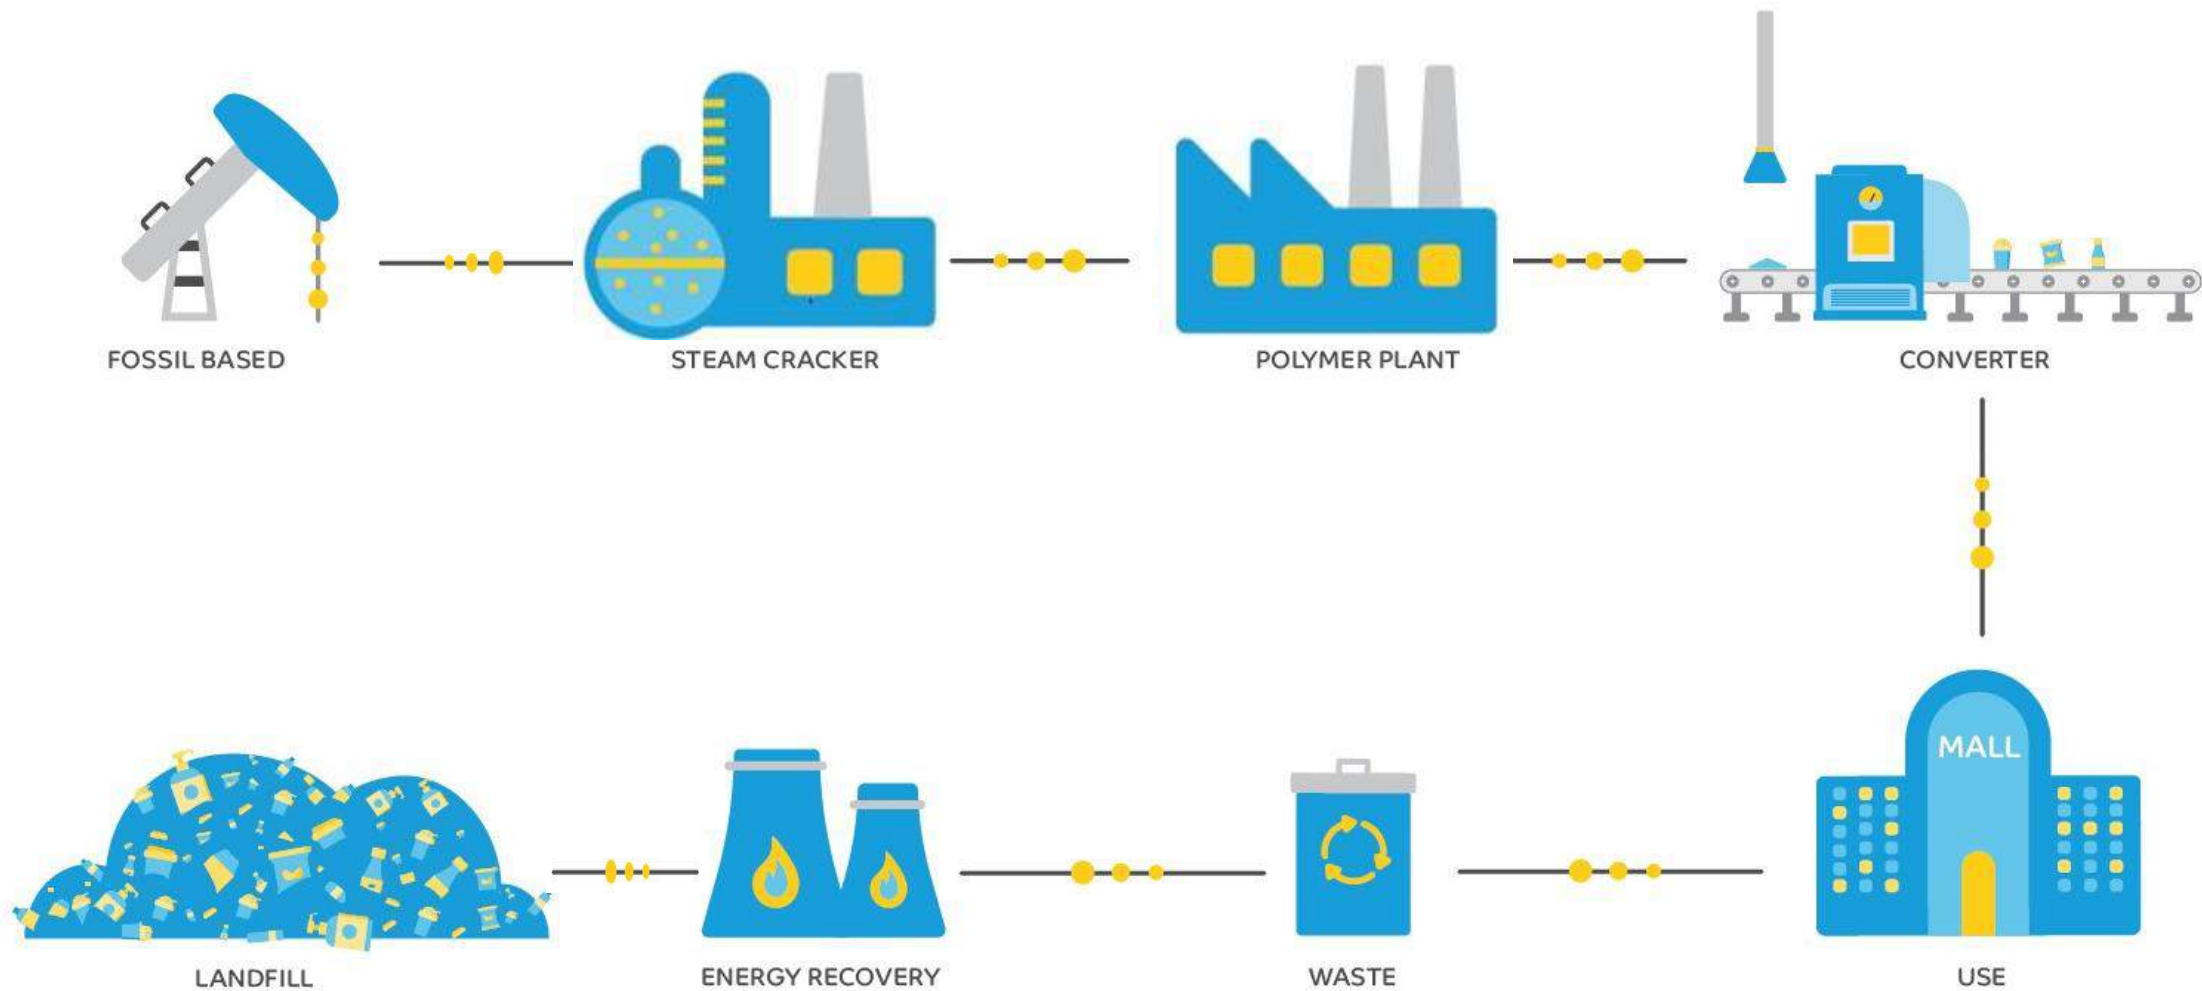 FOSSIL BASED
STEAM CRACKER
POLYMER PLANT
CONVERTER
MALL
LANDFILL
ENERGY RECOVERY
WASTE
USE